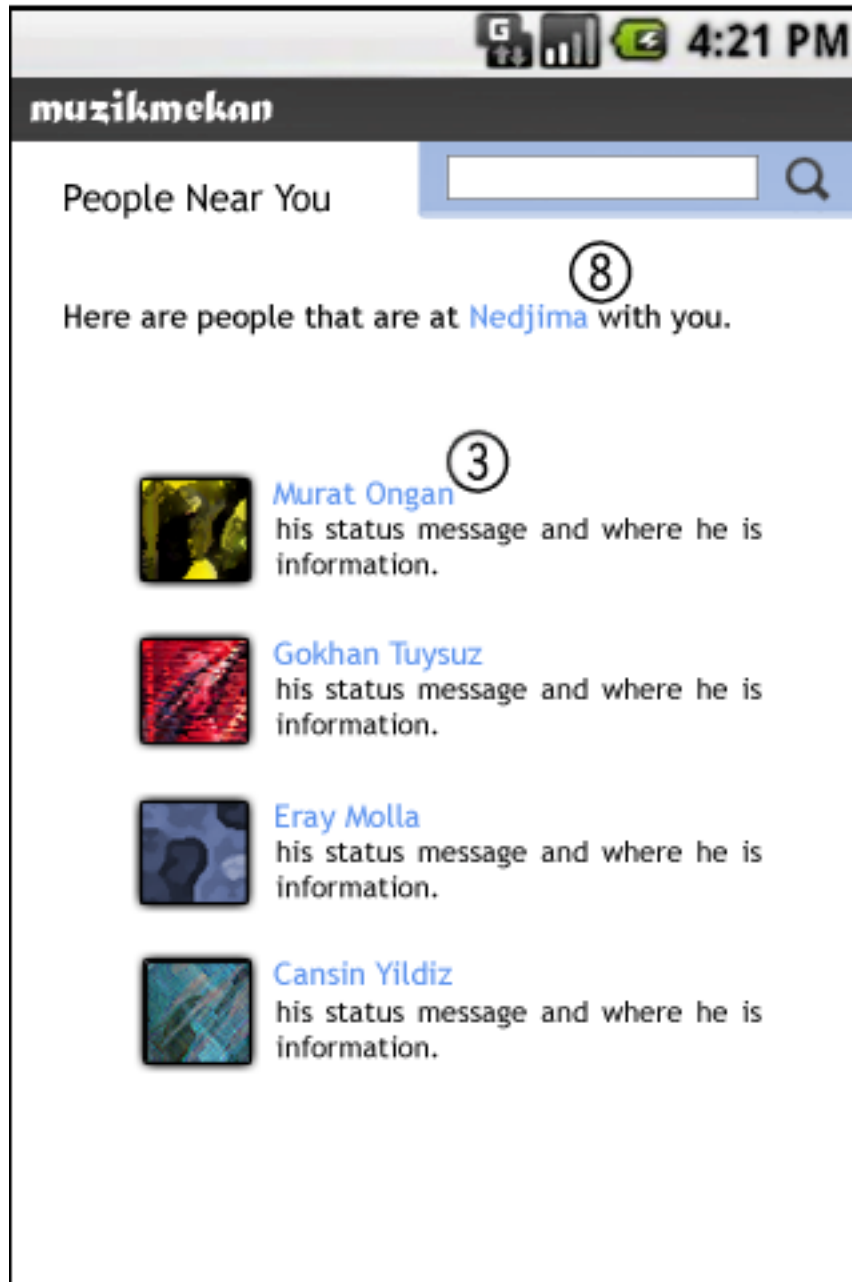 G
4:21 PM
muzikmekan
People Near You
8
Here are people that are at Nedjima with you.
3
Murat Ongan
his status message and where he is
information.
Gokhan Tuysuz
his status message and where he is
information.
Eray Molla
his status message and where he is
information.
Cansin Yildiz
his status message and where he is
information.